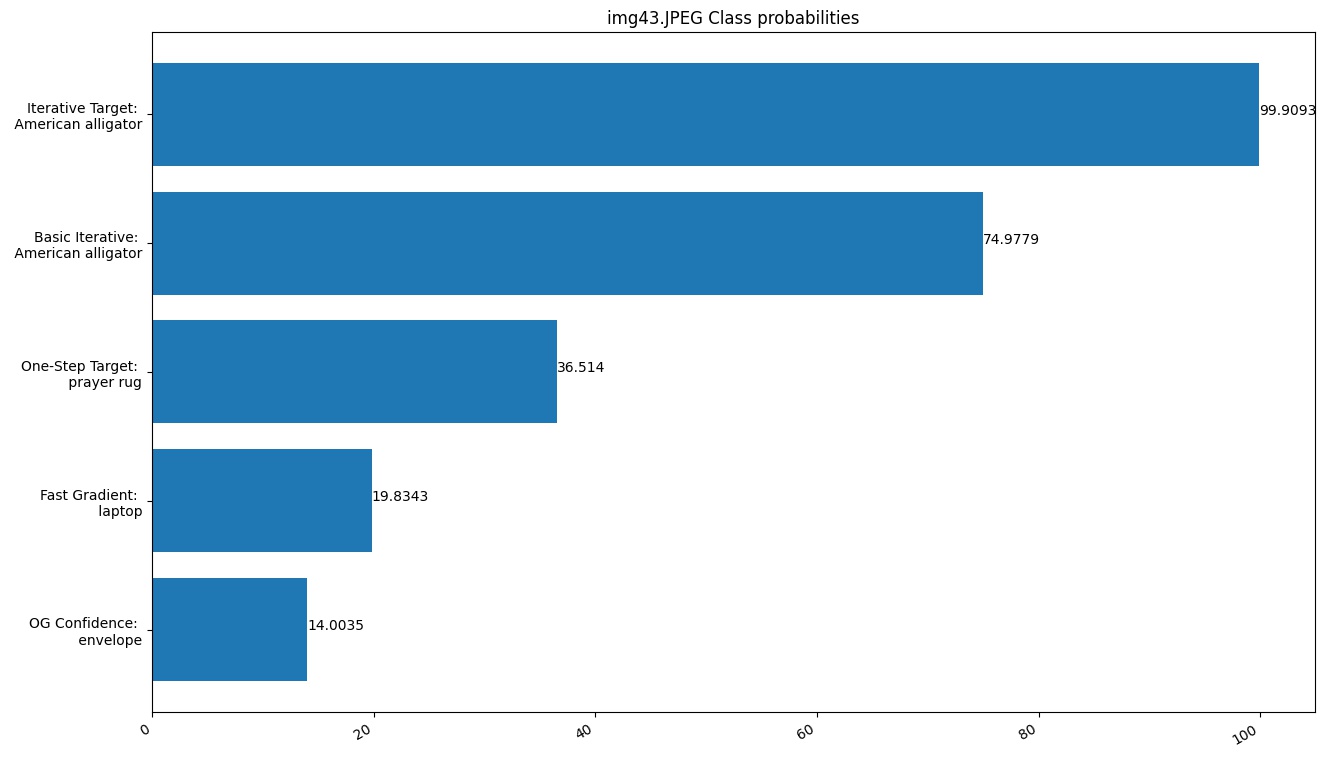 img43.JPEG Class probabilities
Iterative Target:
American alligator
99.9093
Basic Iterative:
American alligator
74.9779
One-Step Target:
prayer rug
36.514
Fast Gradient:
laptop
19.8343
OG Confidence:
envelope
14.0035
0
20
40
60
80
100